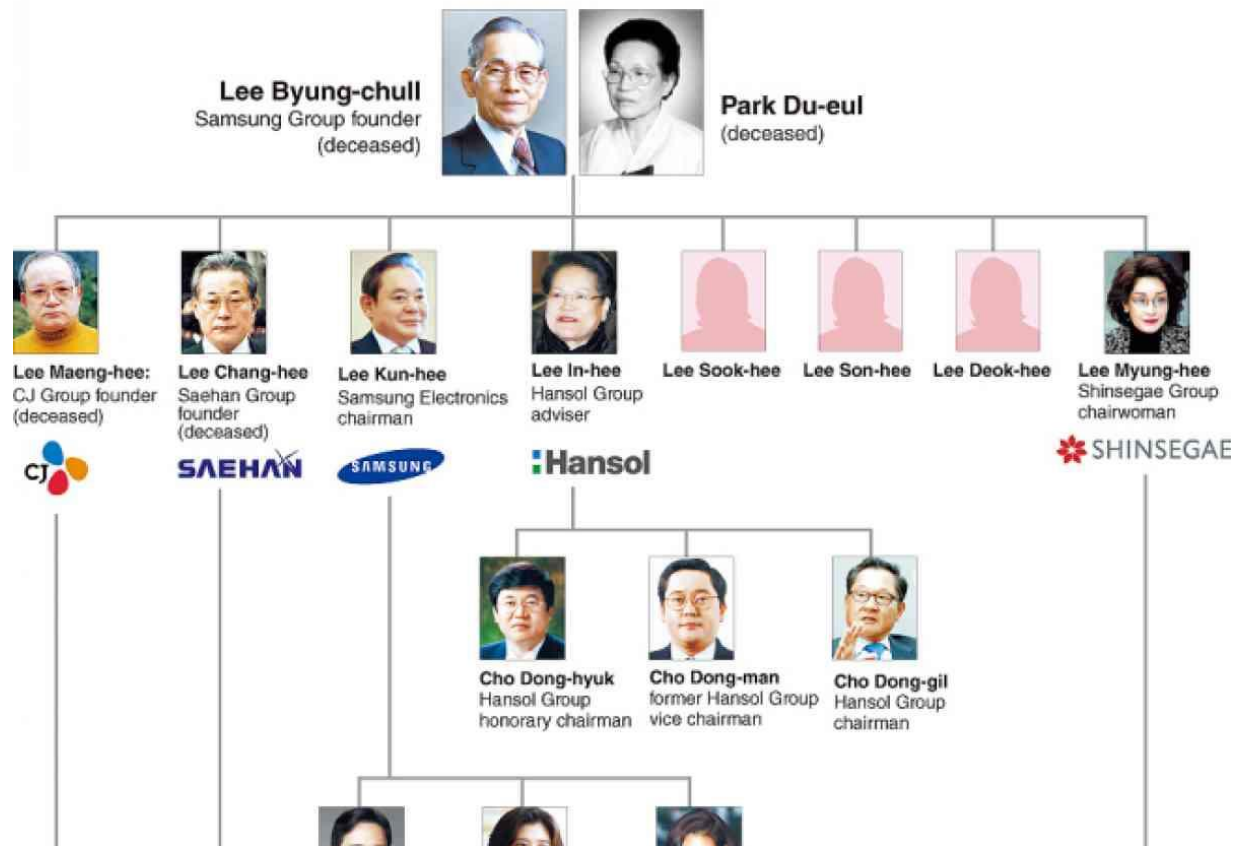 Lee Byung-chull
Samsung Group founder
(deceased)
Park Du-eul
(deceased)
Lee Maeng-hee:
CJ Group founder
(deceased)
Lee Chang-hee
Saehan Group
founder
(deceased)
Lee Kun-hee
Samsung Electronics
chairman
Lee In-hee
Hansol Group
adviser
Lee Sook-hee
Lee Son-hee
Lee Deok-hee
Lee Myung-hee
Shinsegae Group
chairwoman
CJ
SAEHAN
SAMSUNG
Hansol
SHINSEGAE
Cho Dong-hyuk
Hansol Group
honorary chairman
Cho Dong-man
former Hansol Group
vice chairman
Cho Dong-gil
Hansol Group
chairman